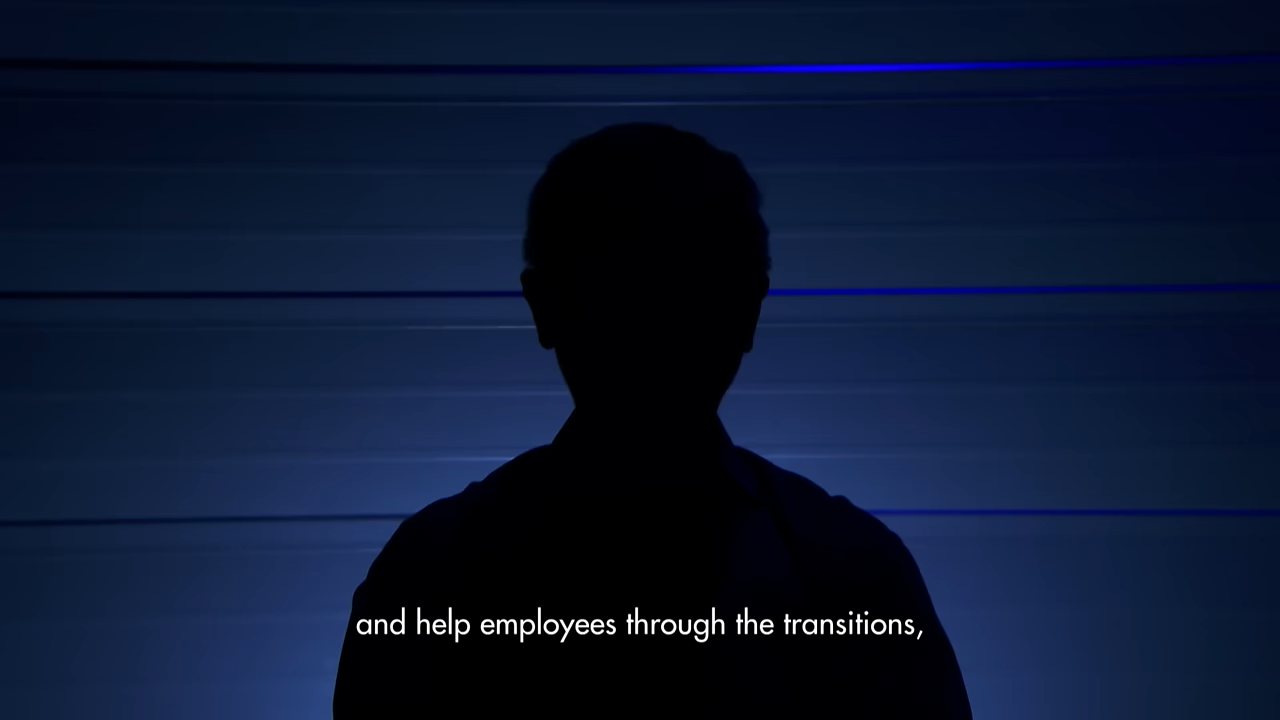 and help employees through the transitions,